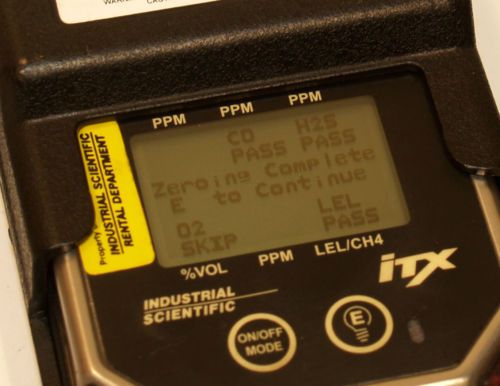 PPM PPM PPM
CO H2S
PASS PASS
Zeroing Complete
E to Continue
O2 LEL
SKIP PASS
%VOL PPM LEL/CH4
Property of
INDUSTRIAL SCIENTIFIC
RENTAL DEPARTMENT
iTX
INDUSTRIAL
SCIENTIFIC
ON/OFF
MODE
E